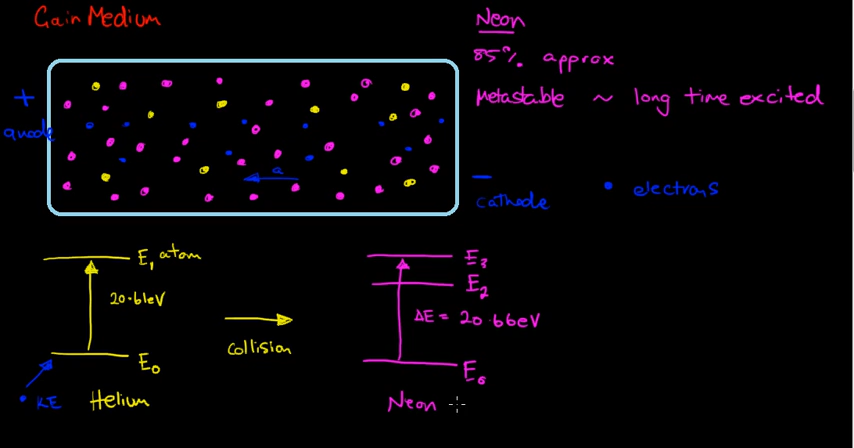 Gain Medium
Neon
85% approx
Metastable ~ long time excited
+
anode
a
−
cathode
electrons
E₁ atom
20.61eV
E₀
KE
Helium
collision
E₃
E₂
ΔE = 20.66eV
E₀
Neon